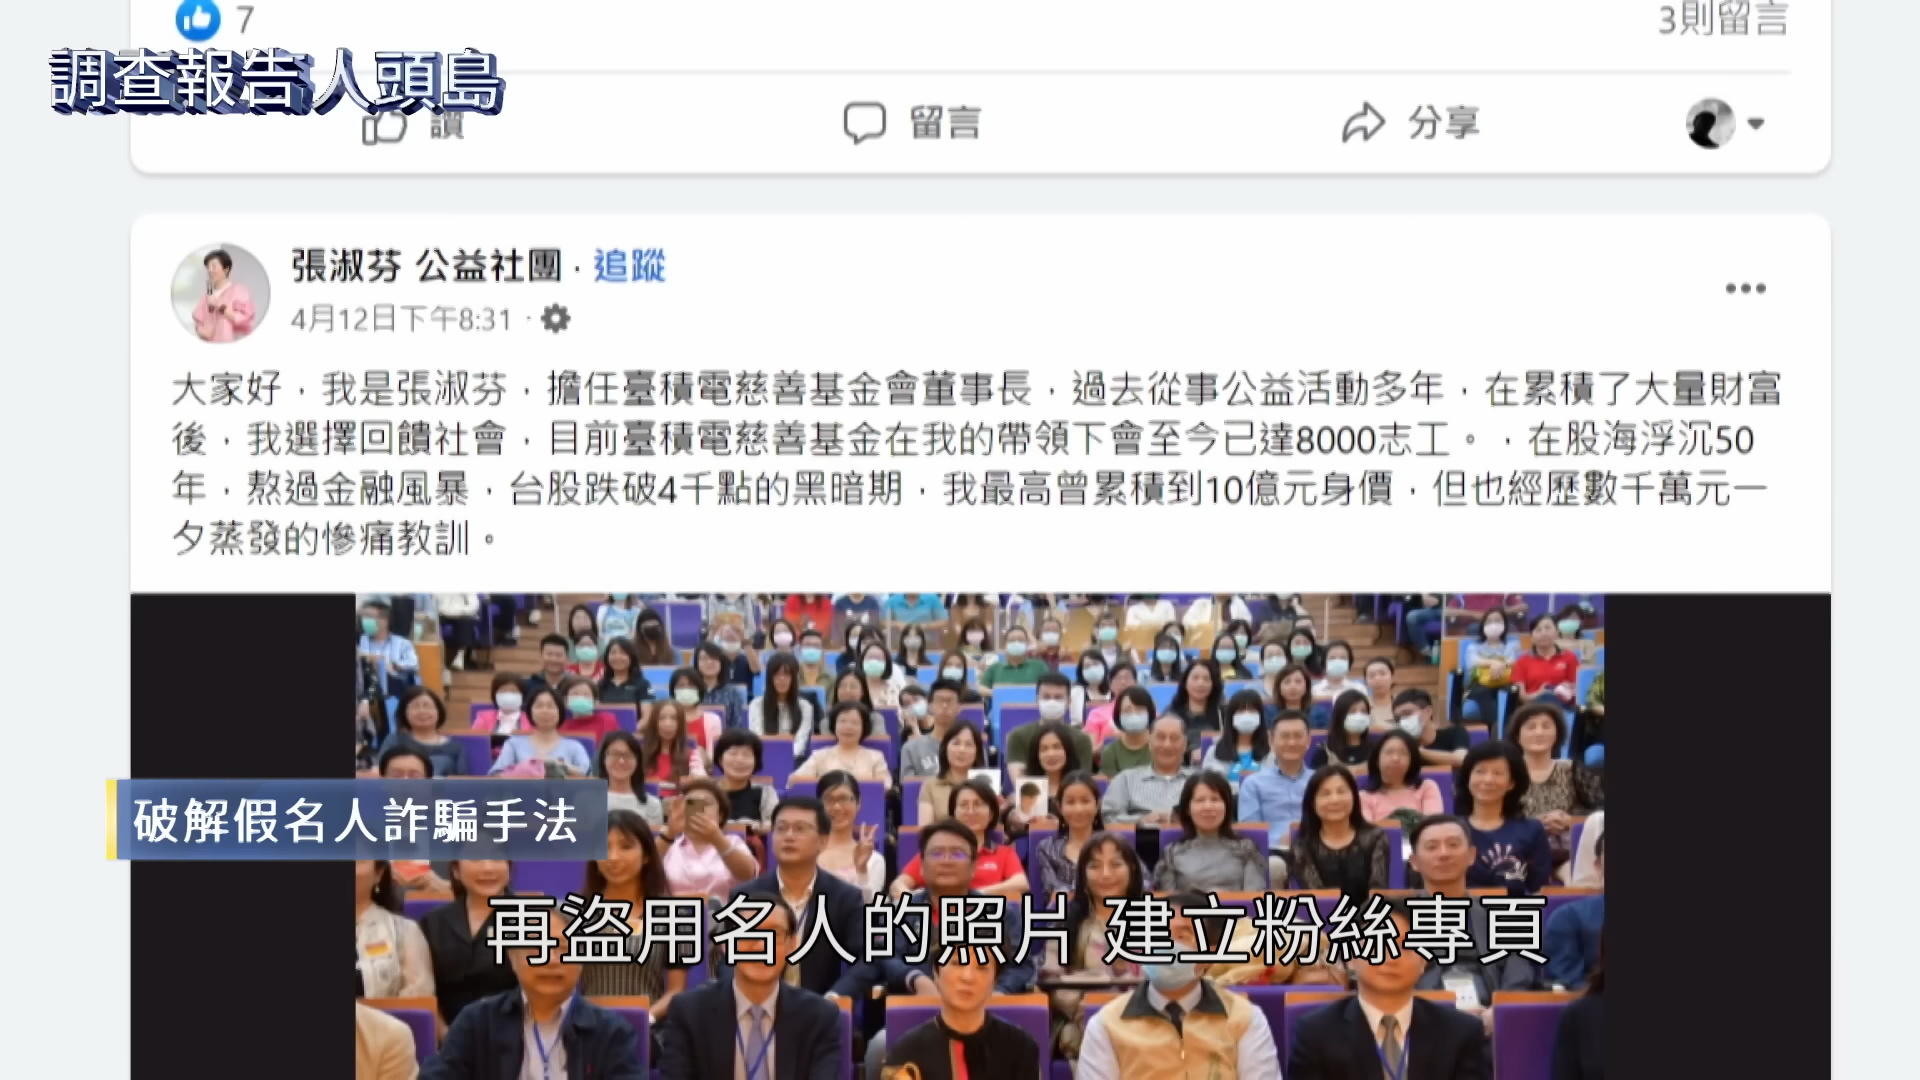 7
3則留言
調查報告人頭島
讚
留言
分享
張淑芬 公益社團 · 追蹤
4月12日下午8:31 ·
大家好，我是張淑芬，擔任臺積電慈善基金會董事長，過去從事公益活動多年，在累積了大量財富
後，我選擇回饋社會，目前臺積電慈善基金在我的帶領下會至今已達8000志工。，在股海浮沉50
年，熬過金融風暴，台股跌破4千點的黑暗期，我最高曾累積到10億元身價，但也經歷數千萬元一
夕蒸發的慘痛教訓。
破解假名人詐騙手法
再盜用名人的照片 建立粉絲專頁